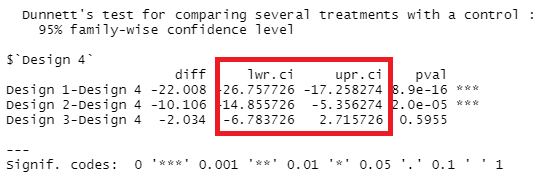 Dunnett's test for comparing several treatments with a control :
95% family-wise confidence level
$`Design 4`
diff lwr.ci upr.ci pval
Design 1-Design 4 -22.008 -26.757726 -17.258274 8.9e-16 ***
Design 2-Design 4 -10.106 -14.855726 -5.356274 2.0e-05 ***
Design 3-Design 4 -2.034 -6.783726 2.715726 0.5955
---
Signif. codes: 0 '***' 0.001 '**' 0.01 '*' 0.05 '.' 0.1 ' ' 1